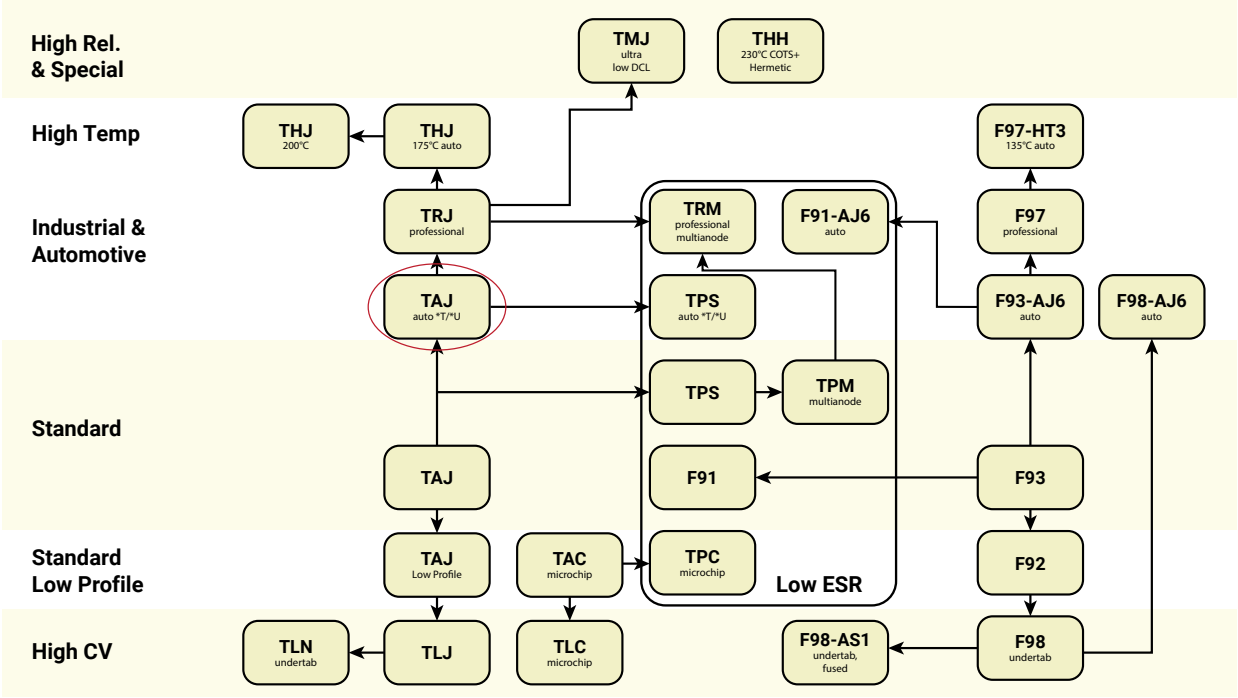 High Rel.
& Special
TMJ
ultra
low DCL
THH
230°C COTS+
Hermetic
High Temp
THJ
200°C
THJ
175°C auto
F97-HT3
135°C auto
Industrial &
Automotive
TRJ
professional
TRM
professional
multianode
F91-AJ6
auto
F97
professional
TAJ
auto *T/*U
TPS
auto *T/*U
F93-AJ6
auto
F98-AJ6
auto
Standard
TPS
TPM
multianode
TAJ
F91
F93
Standard
Low Profile
TAJ
Low Profile
TAC
microchip
TPC
microchip
Low ESR
F92
High CV
TLN
undertab
TLJ
TLC
microchip
F98-AS1
undertab,
fused
F98
undertab